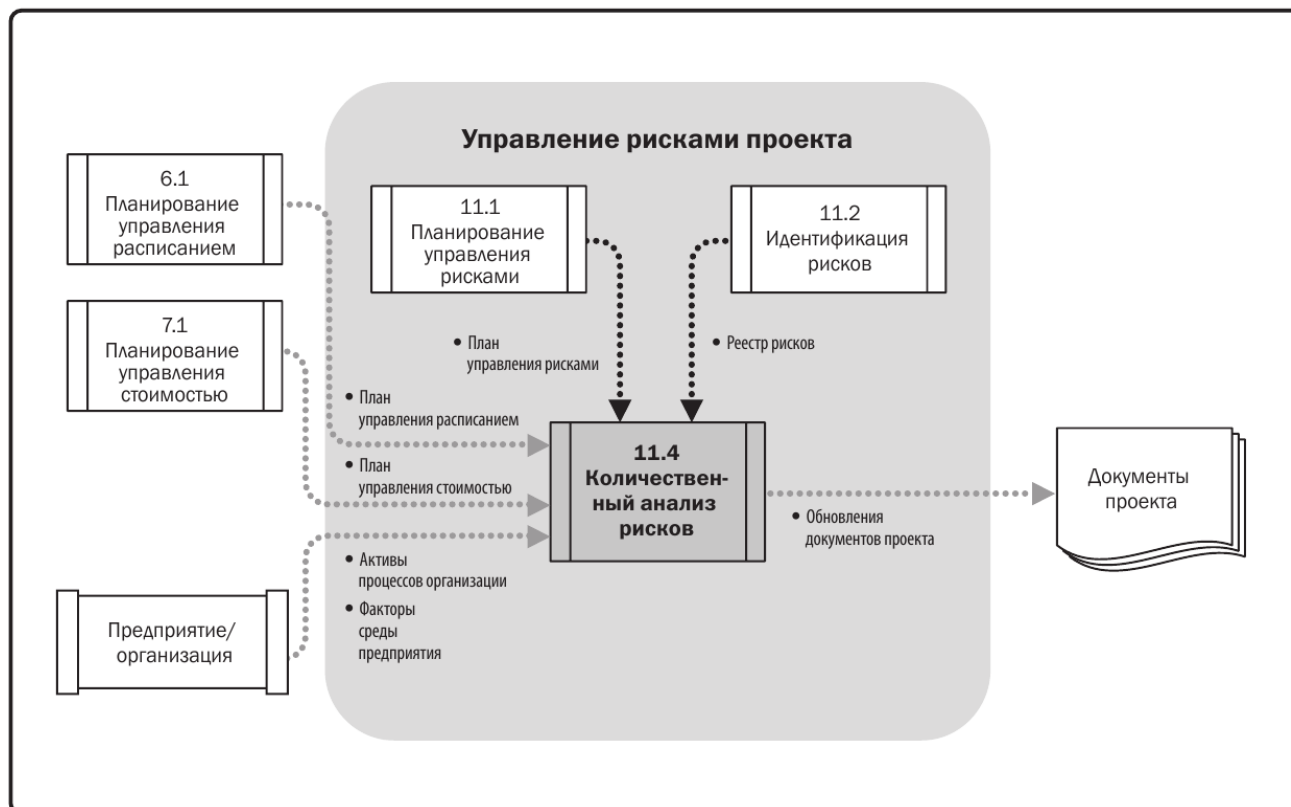 Управление рисками проекта
6.1
Планирование
управления
расписанием
11.1
Планирование
управления
рисками
11.2
Идентификация
рисков
7.1
Планирование
управления
стоимостью
• План
управления рисками
• Реестр рисков
• План
управления расписанием
• План
управления стоимостью
11.4
Количествен-
ный анализ
рисков
• Обновления
документов проекта
Документы
проекта
• Активы
процессов организации
• Факторы
среды
предприятия
Предприятие/
организация